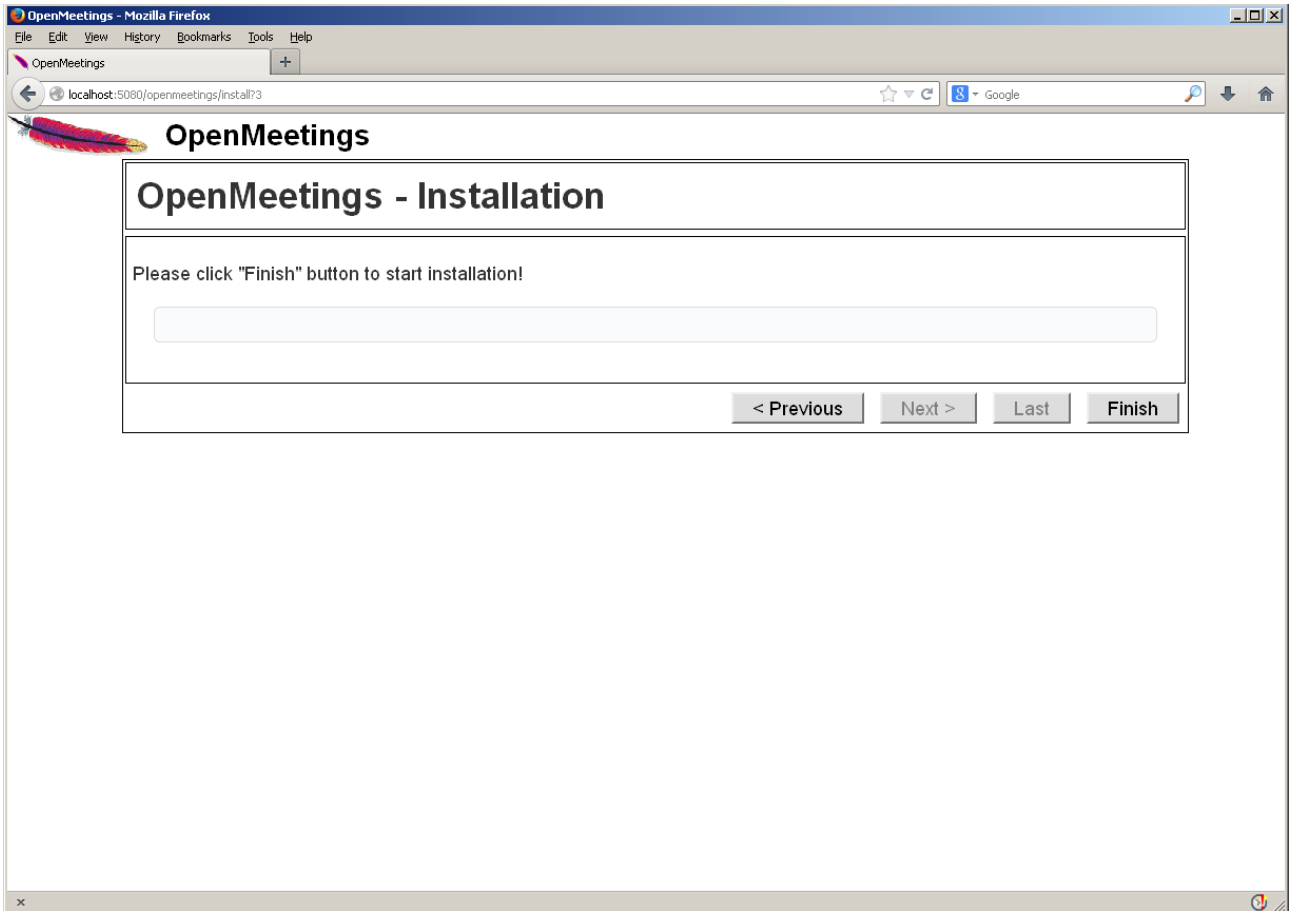 OpenMeetings - Mozilla Firefox
File Edit View History Bookmarks Tools Help
OpenMeetings +
localhost:5080/openmeetings/install?3 8 Google
OpenMeetings
OpenMeetings - Installation
Please click "Finish" button to start installation!
< Previous Next > Last Finish
x